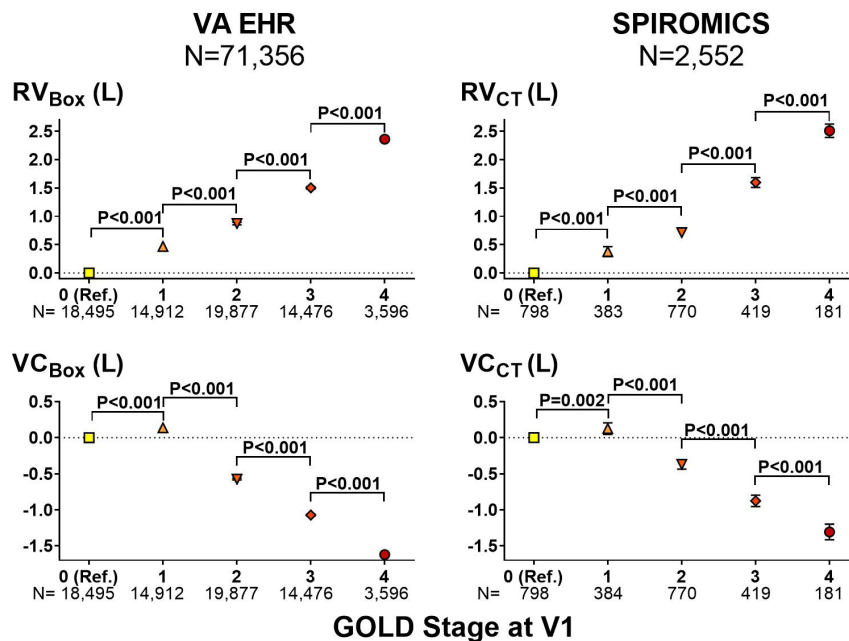 VA EHR
N=71,356
SPIROMICS
N=2,552
RVBox (L)
P<0.001
P<0.001
P<0.001
P<0.001
2.5
2.0
1.5
1.0
0.5
0.0
0 (Ref.) 1 2 3 4
N= 18,495 14,912 19,877 14,476 3,596
RVCT (L)
P<0.001
P<0.001
P<0.001
P<0.001
2.5
2.0
1.5
1.0
0.5
0.0
0 (Ref.) 1 2 3 4
N= 798 383 770 419 181
VCBox (L)
P<0.001
P<0.001
P<0.001
P<0.001
0.5
0.0
-0.5
-1.0
-1.5
0 (Ref.) 1 2 3 4
N= 18,495 14,912 19,877 14,476 3,596
VCCT (L)
P<0.001
P=0.002
P<0.001
P<0.001
0.5
0.0
-0.5
-1.0
-1.5
0 (Ref.) 1 2 3 4
N= 798 384 770 419 181
GOLD Stage at V1